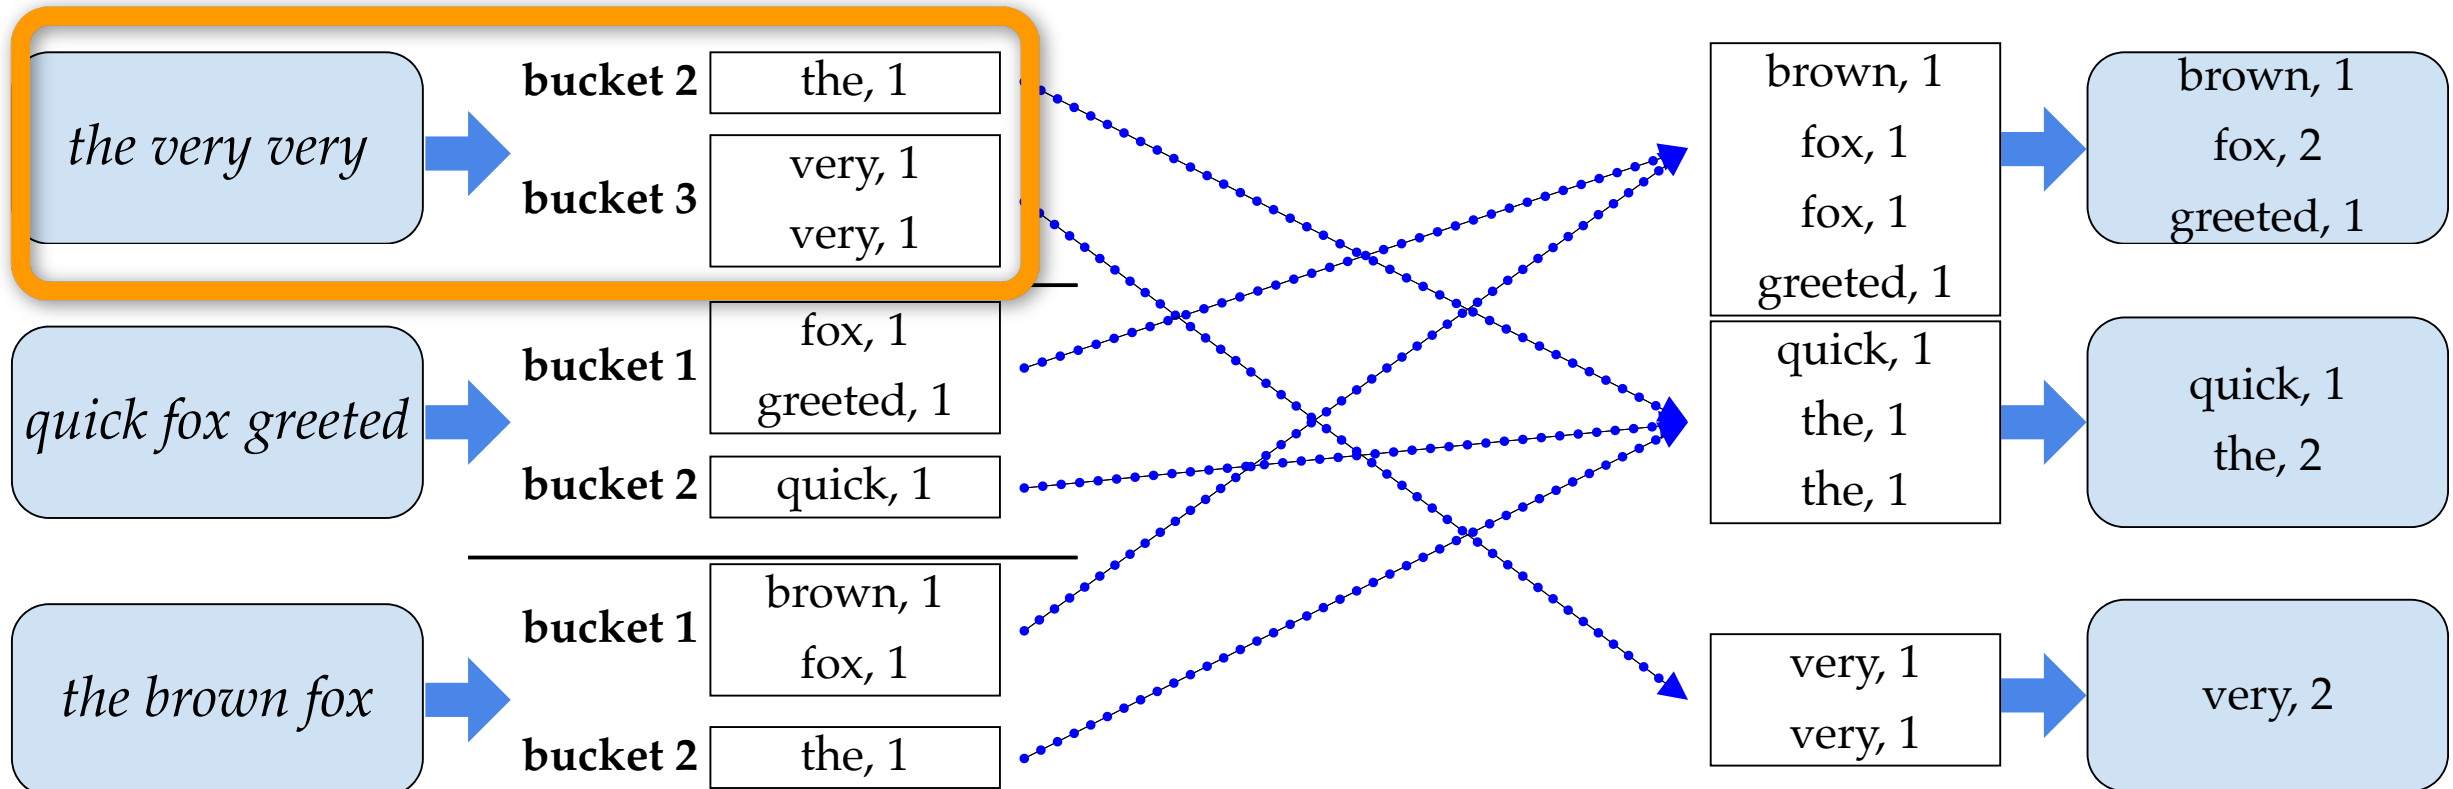 the very very
bucket 2
the, 1
bucket 3
very, 1
very, 1
quick fox greeted
bucket 1
fox, 1
greeted, 1
bucket 2
quick, 1
the brown fox
bucket 1
brown, 1
fox, 1
bucket 2
the, 1
brown, 1
fox, 1
fox, 1
greeted, 1
quick, 1
the, 1
the, 1
very, 1
very, 1
brown, 1
fox, 2
greeted, 1
quick, 1
the, 2
very, 2